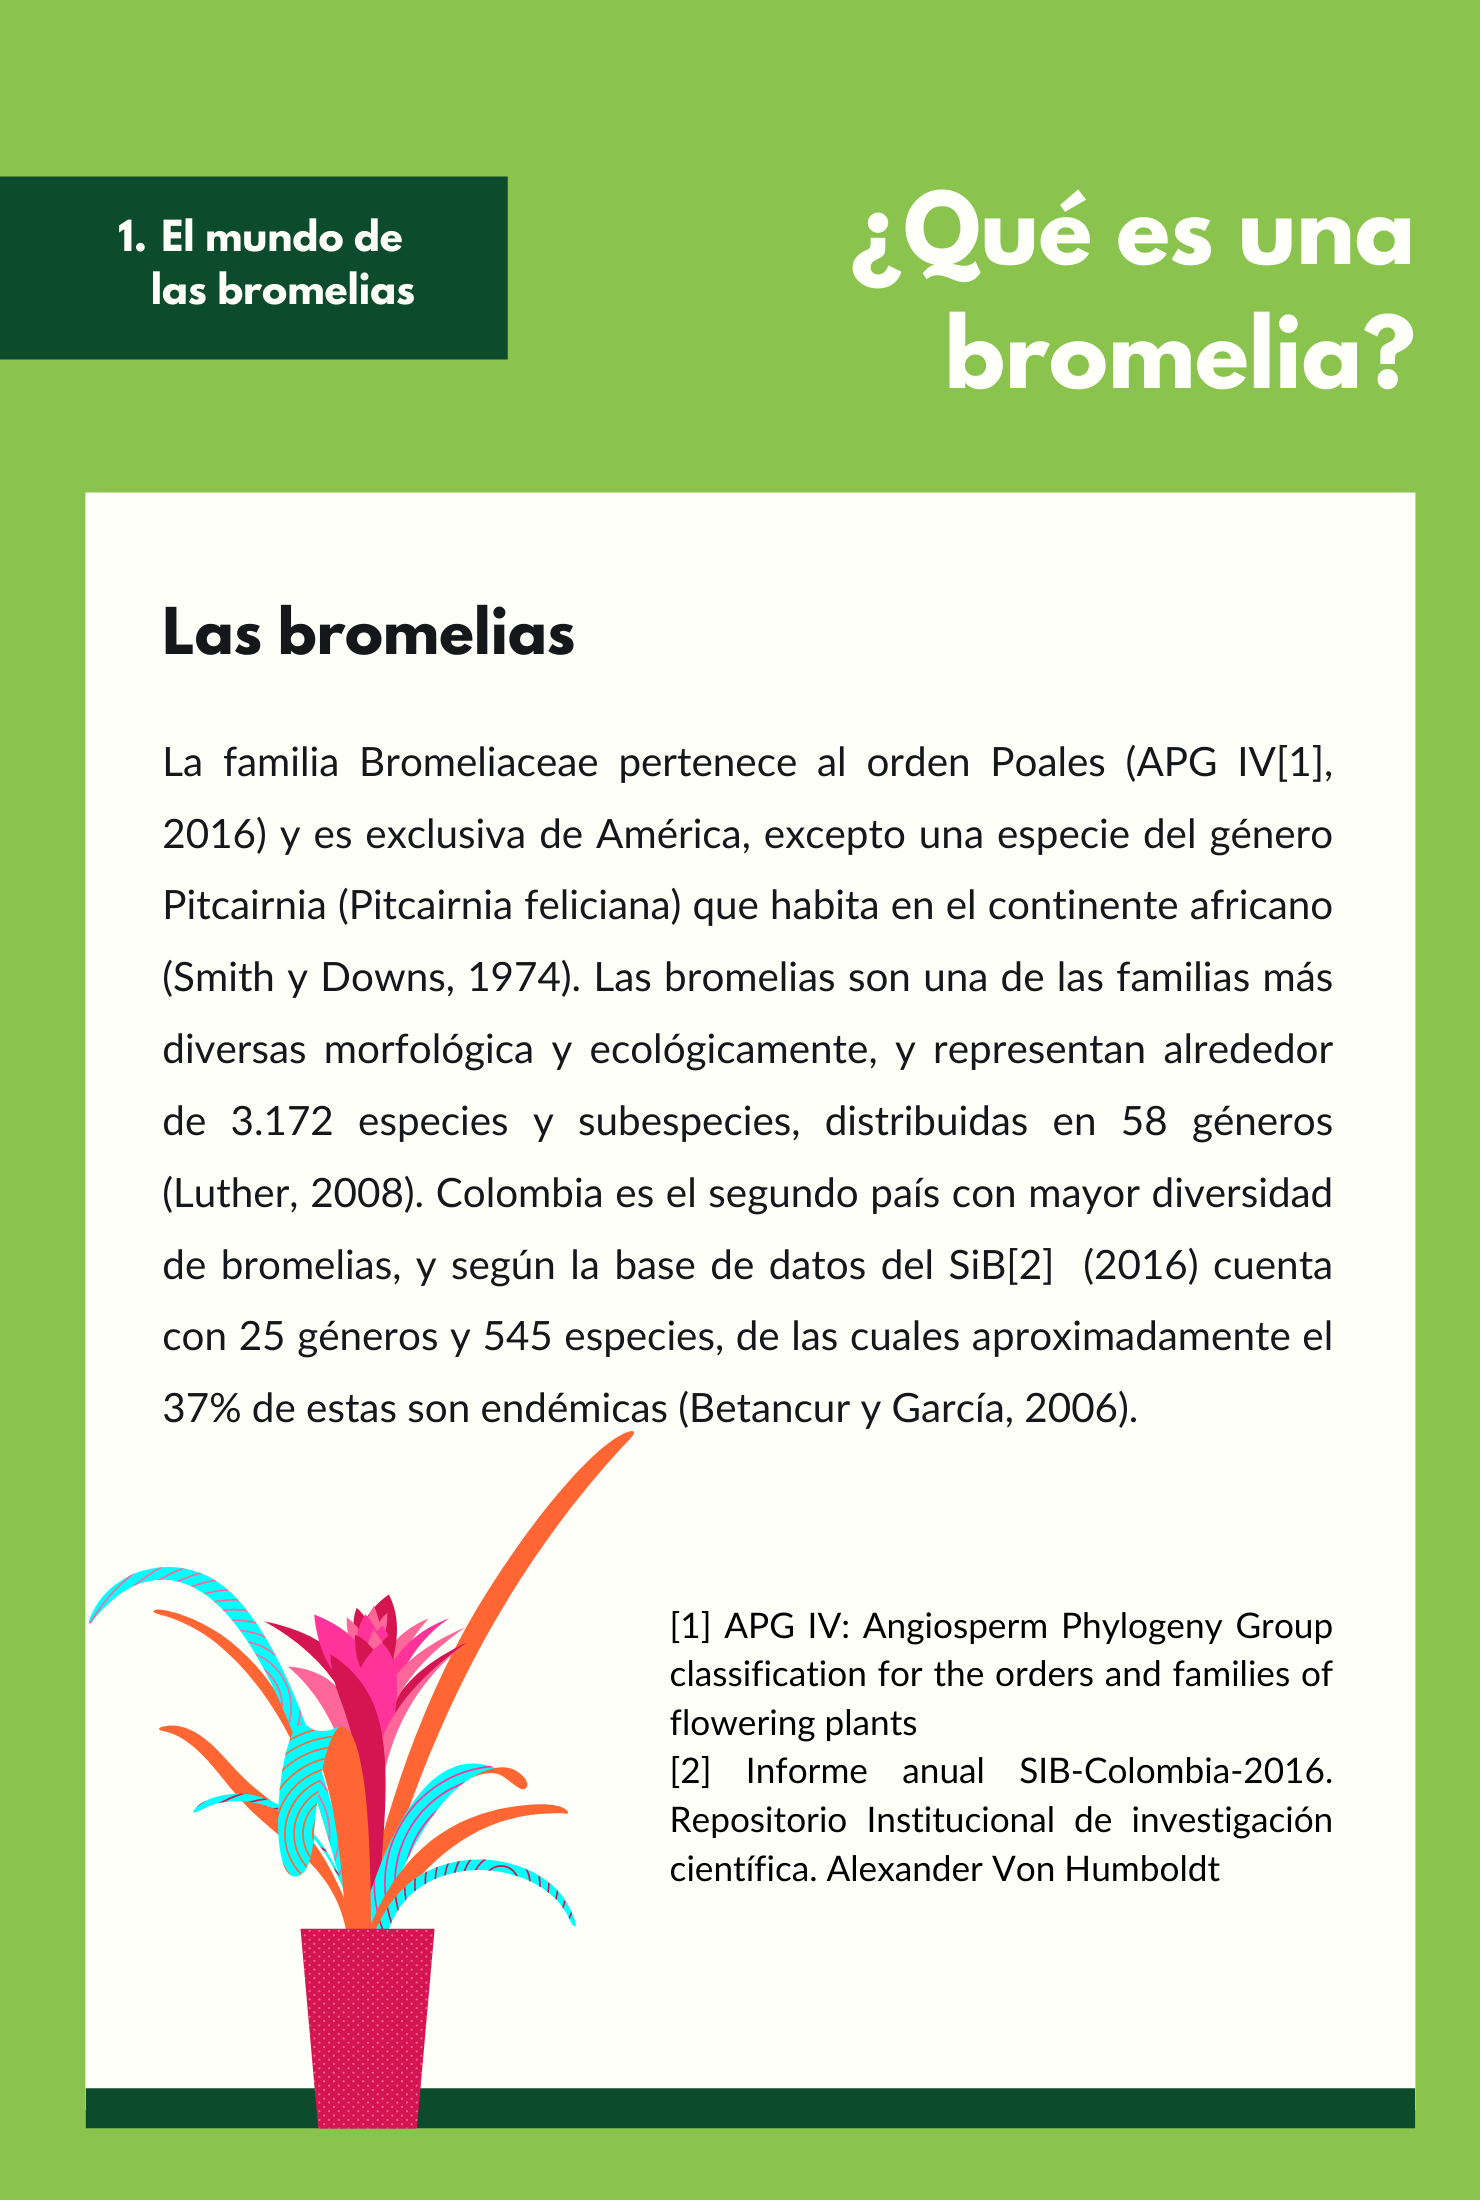 1. El mundo de
las bromelias
¿Qué es una
bromelia?
Las bromelias
La familia Bromeliaceae pertenece al orden Poales (APG IV[1],
2016) y es exclusiva de América, excepto una especie del género
Pitcairnia (Pitcairnia feliciana) que habita en el continente africano
(Smith y Downs, 1974). Las bromelias son una de las familias más
diversas morfológica y ecológicamente, y representan alrededor
de 3.172 especies y subespecies, distribuidas en 58 géneros
(Luther, 2008). Colombia es el segundo país con mayor diversidad
de bromelias, y según la base de datos del SiB[2] (2016) cuenta
con 25 géneros y 545 especies, de las cuales aproximadamente el
37% de estas son endémicas (Betancur y García, 2006).
[1] APG IV: Angiosperm Phylogeny Group
classification for the orders and families of
flowering plants
[2] Informe anual SIB-Colombia-2016.
Repositorio Institucional de investigación
científica. Alexander Von Humboldt